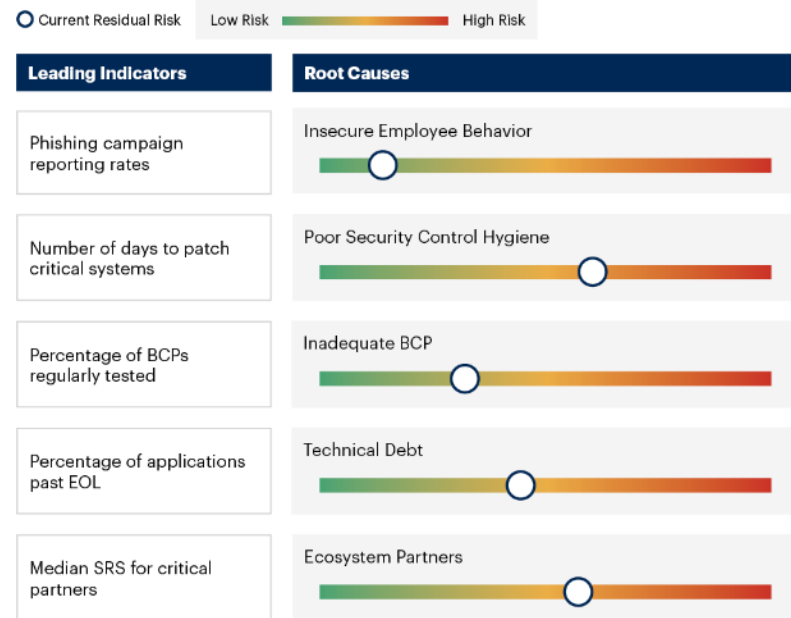 Current Residual Risk Low Risk High Risk
Leading Indicators
Root Causes
Phishing campaign
reporting rates
Insecure Employee Behavior
Number of days to patch
critical systems
Poor Security Control Hygiene
Percentage of BCPs
regularly tested
Inadequate BCP
Percentage of applications
past EOL
Technical Debt
Median SRS for critical
partners
Ecosystem Partners